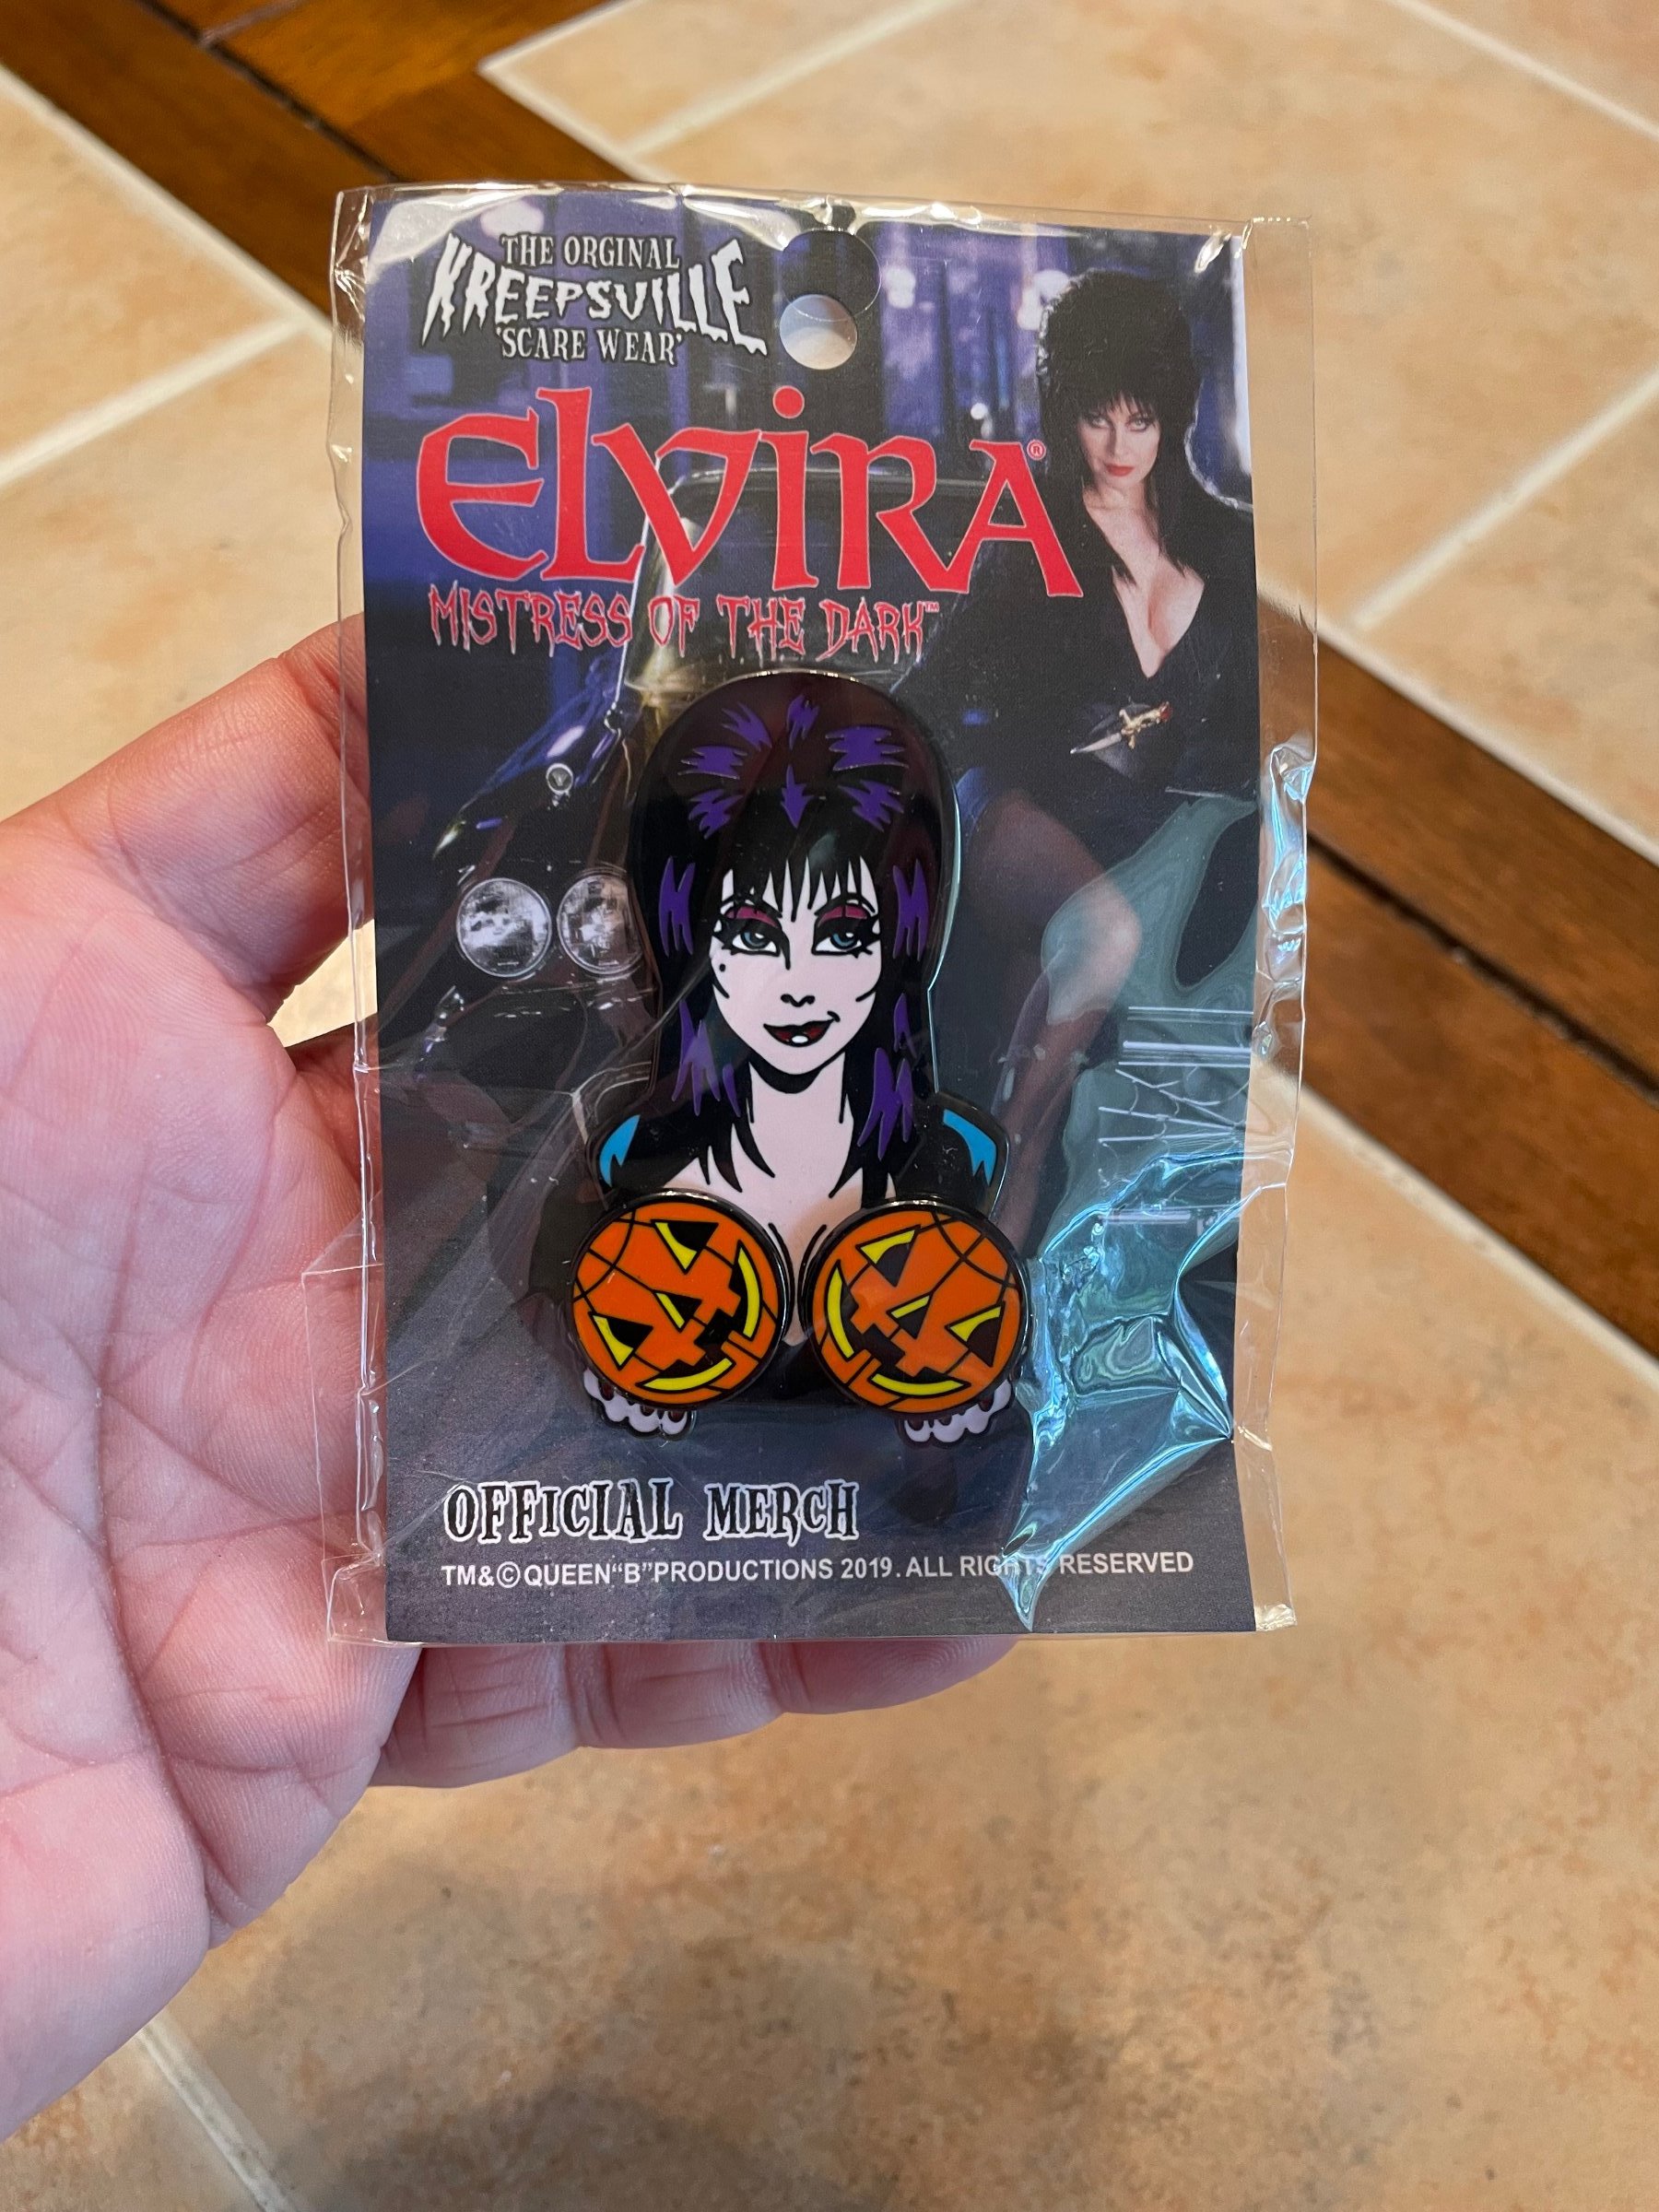 THE ORGINAL
KREEPSVILLE
'SCARE WEAR'
ELVIRA®
MISTRESS OF THE DARK™
OFFICIAL MERCH
TM&©QUEEN“B”PRODUCTIONS 2019. ALL RIGHTS RESERVED